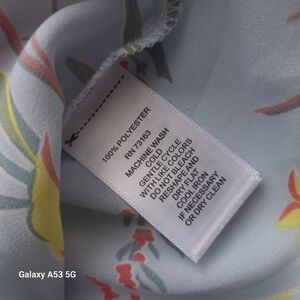 100% POLYESTER
RN 73163
MACHINE WASH
COLD
GENTLE CYCLE
WITH LIKE COLORS
DO NOT BLEACH
RESHAPE AND
DRY FLAT
COOL IRON
IF NECESSARY
OR DRY CLEAN
Galaxy A53 5G